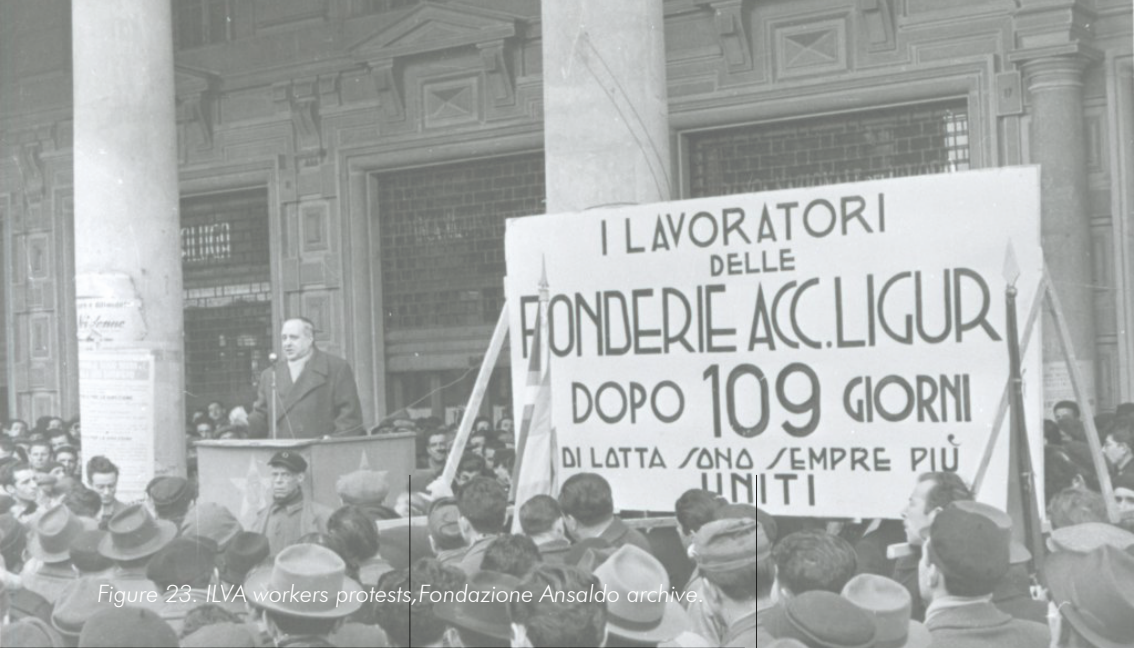 I LAVORATORI
DELLE
FONDERIE ACC.LIGUR
DOPO 109 GIORNI
DI LOTTA SONO SEMPRE PIÙ
UNITI
Figure 23. ILVA workers protests,Fondazione Ansaldo archive.